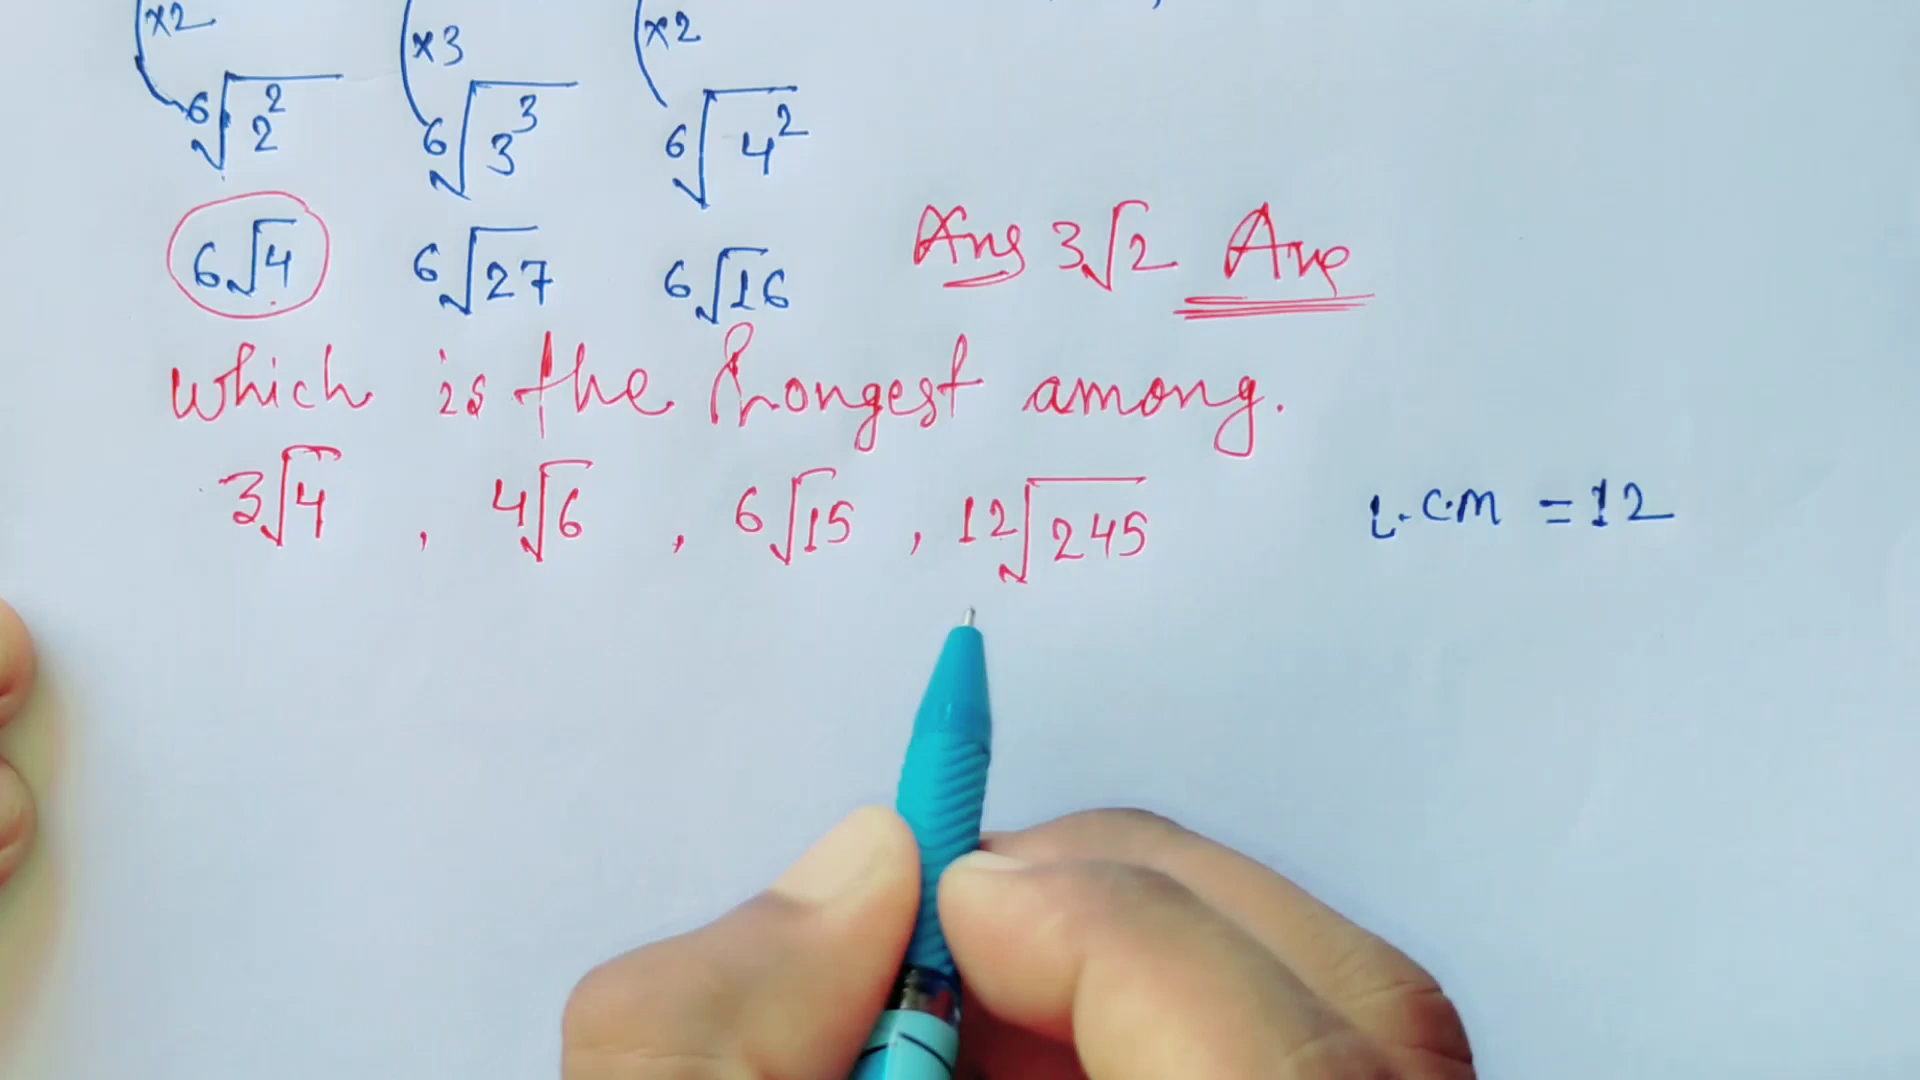 ×2 ×3 ×2
⁶√2² ⁶√3³ ⁶√4²
6√4 6√27 6√16 Ans 3√2 Ans
which is the longest among.
3√4 , 4√6 , 6√15 , 12√245 L.C.M = 12